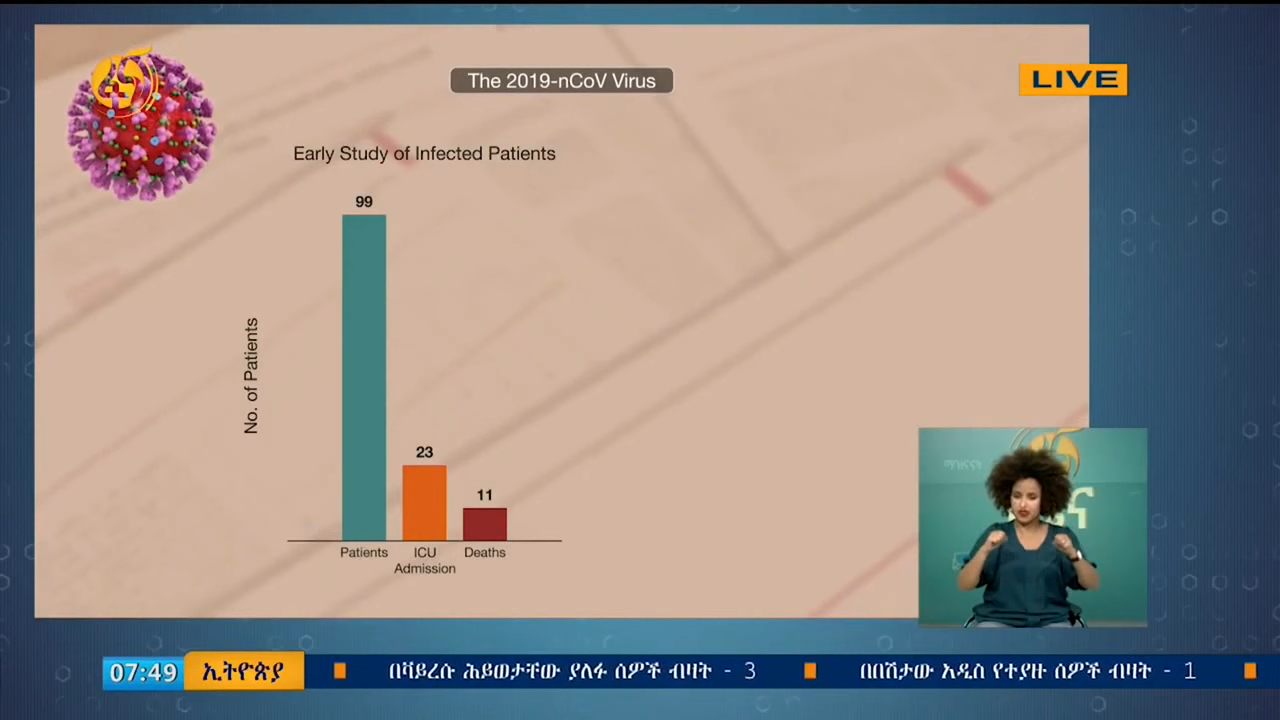 The 2019-nCoV Virus
LIVE
Early Study of Infected Patients
99
No. of Patients
23
11
Patients
ICU Admission
Deaths
07:49
ኢትዮጵያ
በቫይረሱ ሕይወታቸው ያለፉ ሰዎች ብዛት - 3
በበሽታው አዲስ የተያዙ ሰዎች ብዛት - 1